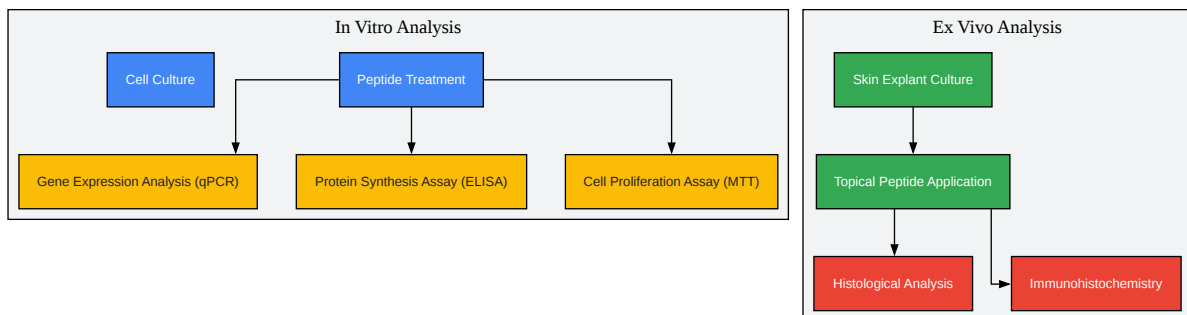 In Vitro Analysis
Cell Culture
Peptide Treatment
Gene Expression Analysis (qPCR)
Protein Synthesis Assay (ELISA)
Cell Proliferation Assay (MTT)
Ex Vivo Analysis
Skin Explant Culture
Topical Peptide Application
Histological Analysis
Immunohistochemistry